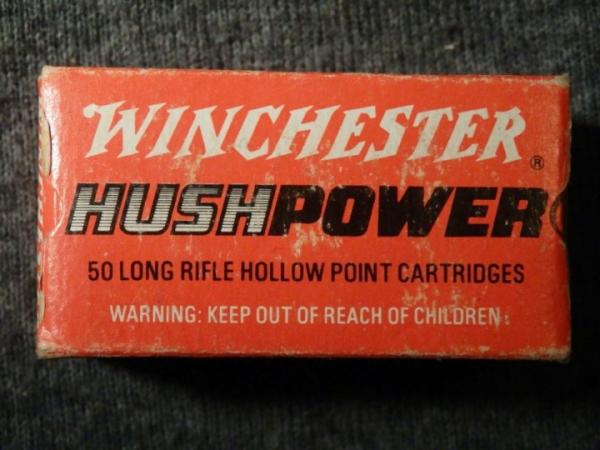 WINCHESTER®
HUSHPOWER
50 LONG RIFLE HOLLOW POINT CARTRIDGES
WARNING: KEEP OUT OF REACH OF CHILDREN.